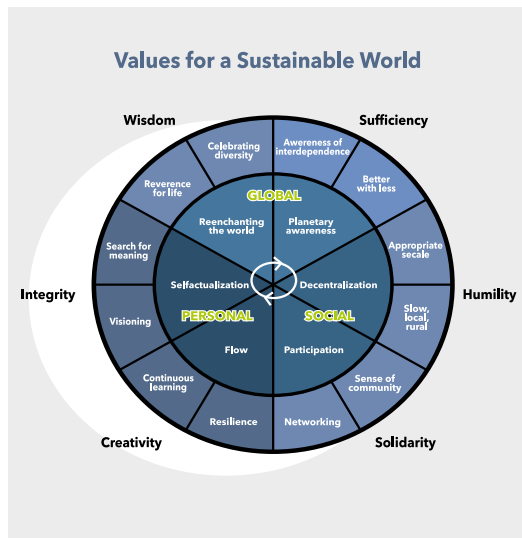 Values for a Sustainable World
Wisdom
Sufficiency
Celebrating
diversity
Awereness of
interdependence
Reverence
for life
Better
with less
GLOBAL
Reenchanting
the world
Planetary
awareness
Search for
meaning
Appropriate
secale
Selfactualization
Decentralization
Integrity
Humility
Visioning
PERSONAL
SOCIAL
Slow,
local,
rural
Flow
Participation
Continuous
learning
Sense of
community
Resilience
Networking
Creativity
Solidarity